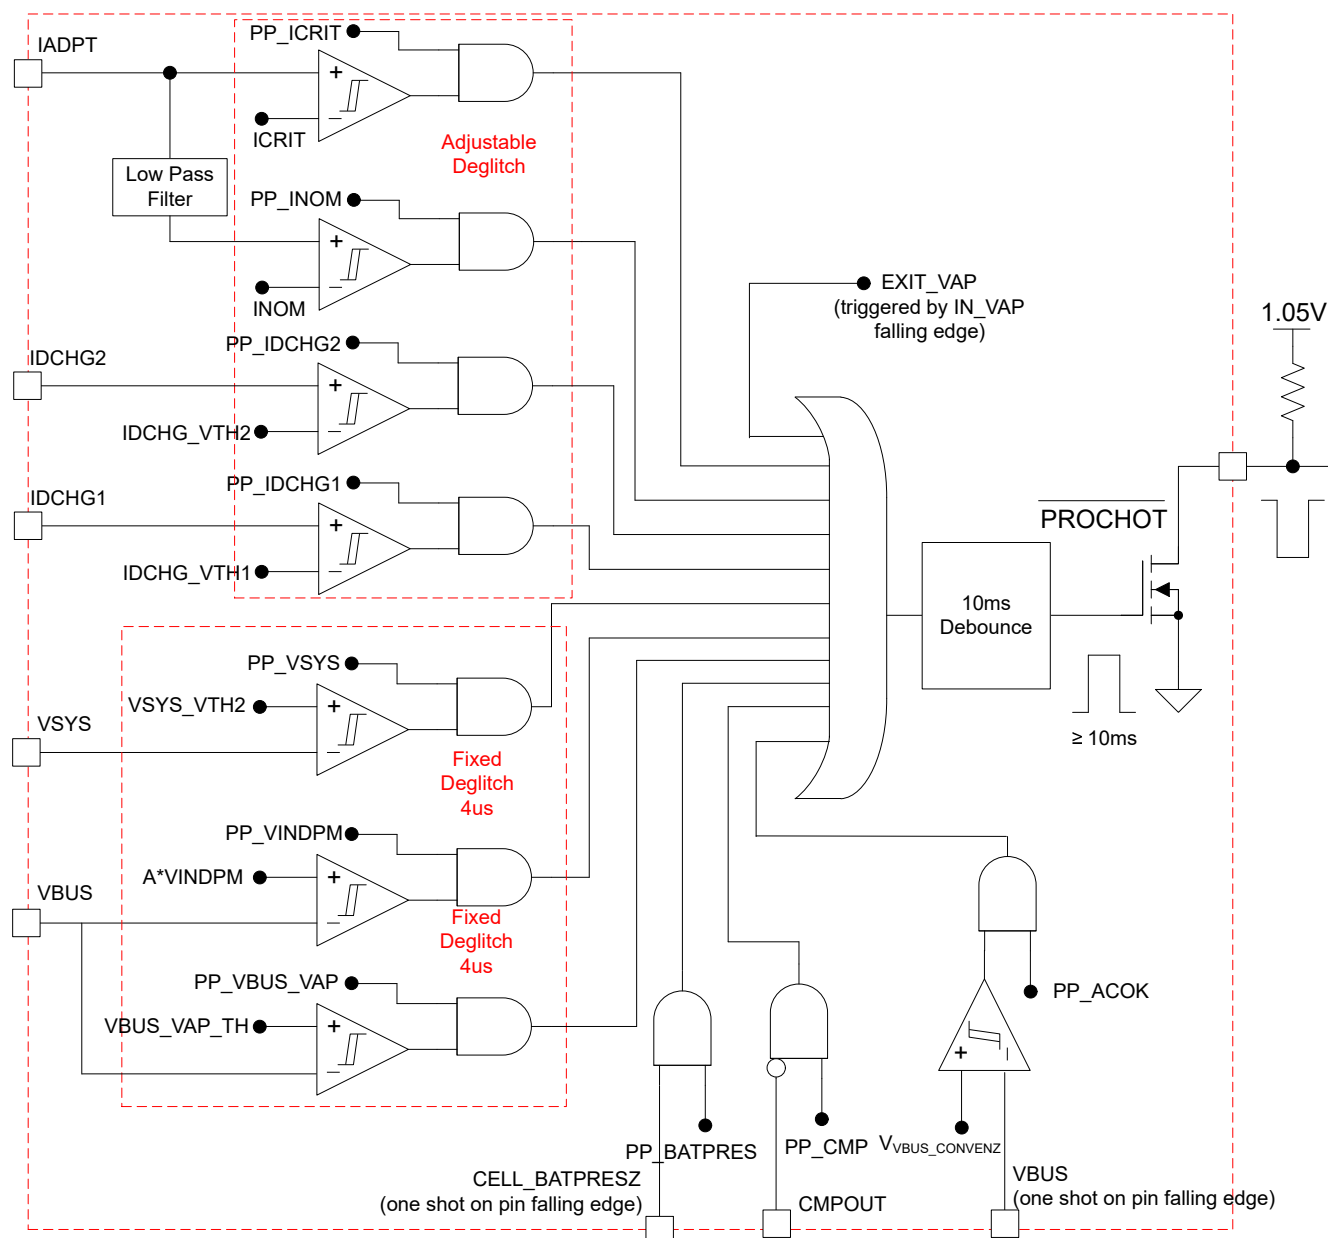 IADPT
PP_ICRIT
ICRIT
Adjustable
Deglitch
Low Pass
Filter
PP_INOM
INOM
EXIT_VAP
(triggered by IN_VAP
falling edge)
1.05V
IDCHG2
PP_IDCHG2
IDCHG_VTH2
IDCHG1
PP_IDCHG1
IDCHG_VTH1
PROCHOT
10ms
Debounce
≥ 10ms
PP_VSYS
VSYS_VTH2
VSYS
Fixed
Deglitch
4us
PP_VINDPM
A*VINDPM
VBUS
Fixed
Deglitch
4us
PP_VBUS_VAP
VBUS_VAP_TH
PP_ACOK
PP_BATPRES
PP_CMP
VVBUS_CONVENZ
CELL_BATPRESZ
(one shot on pin falling edge)
CMPOUT
VBUS
(one shot on pin falling edge)